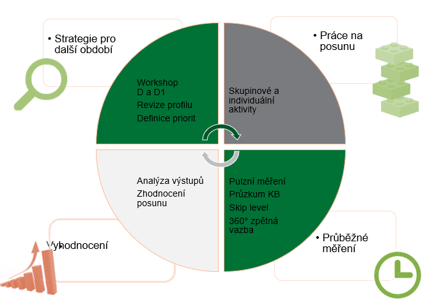 • Strategie pro
další období
• Práce na
posunu
Workshop
D a D1
Revize profilu
Definice priorit
Skupinové a
individuální
aktivity
Analýza výstupů
Zhodnocení
posunu
Pulzní měření
Průzkum KB
Skip level
360° zpětná
vazba
Vyhodnocení
• Průběžné
měření